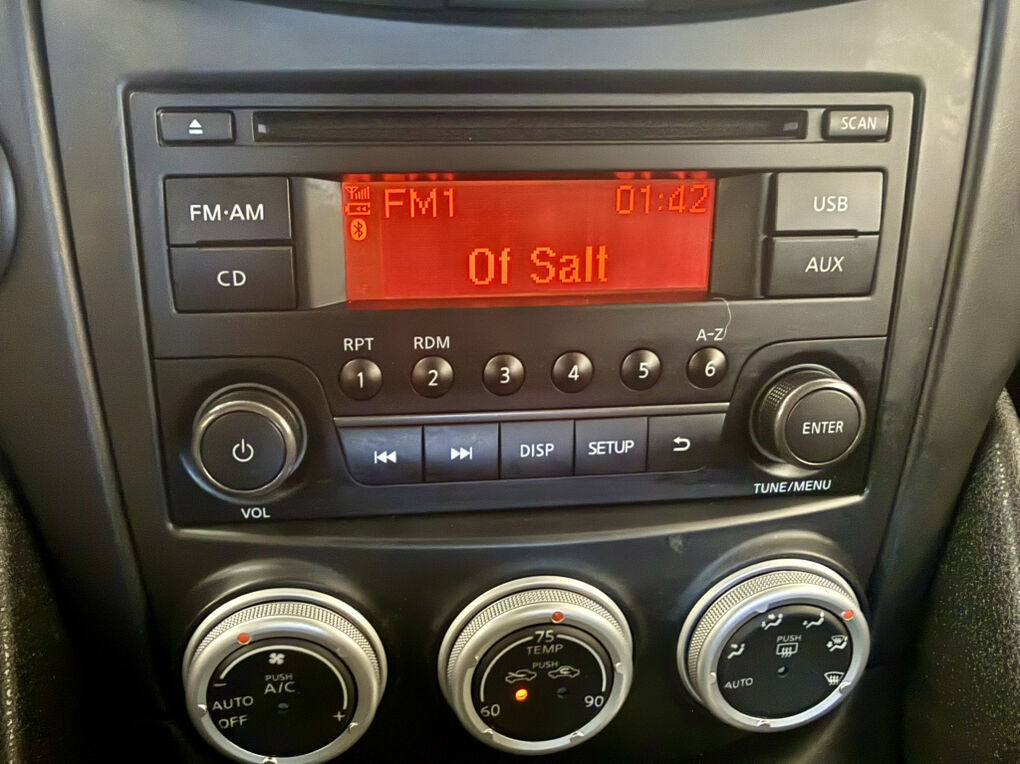 SCAN
FM1 01:42
FM·AM
USB
Of Salt
CD
AUX
RPT RDM A-Z
1 2 3 4 5 6
ENTER
DISP SETUP
TUNE/MENU
VOL
75
TEMP
PUSH
60 90
PUSH
A/C
AUTO
OFF
- +
PUSH
AUTO